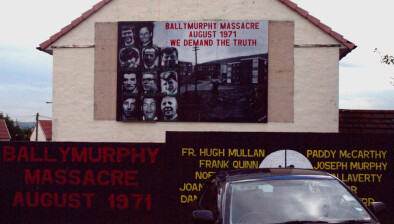 BALLYMURPHY MASSACRE
AUGUST 1971
WE DEMAND THE TRUTH
BALLYMURPHY
MASSACRE
AUGUST 1971
FR. HUGH MULLAN
FRANK QUINN
PADDY MCCARTHY
JOSEPH MURPHY